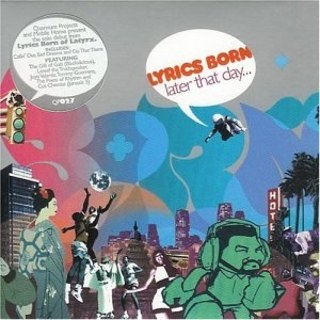 Quannum Projects
and Mobile Home present
the solo debut from
Lyrics Born of Latyrx,
INCLUDES:
Callin' Out, Bad Dreams and Do That There
FEATURING
The Gift of Gab (Blackalicious),
Lateef the Truthspeaker,
Joyo Velarde, Tommy Guerrero,
The Poets of Rhythm and
Cut Chemist (Jurassic 5)
QP027
LYRICS BORN
later that day...
HOTEL